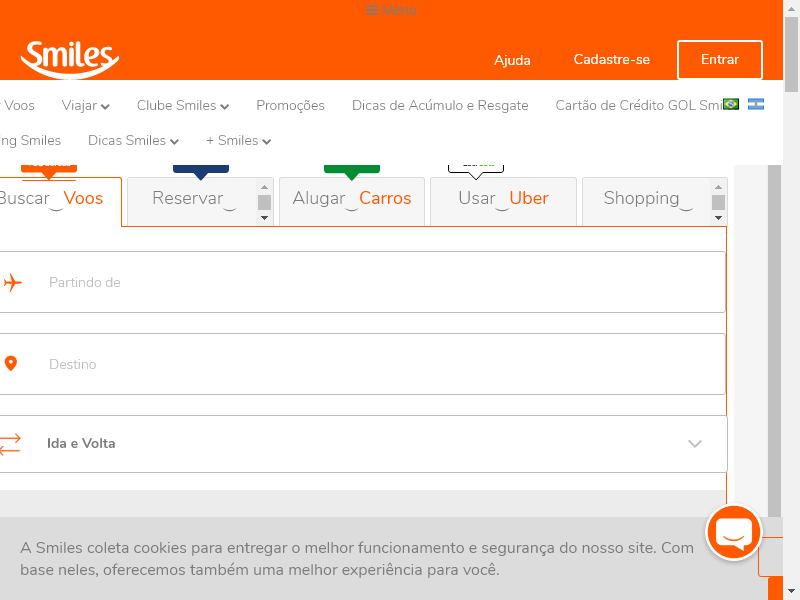 Menu
Smiles
Ajuda
Cadastre-se
Entrar
Voos
Viajar
Clube Smiles
Promoções
Dicas de Acúmulo e Resgate
Cartão de Crédito GOL Smi
ng Smiles
Dicas Smiles
+ Smiles
Buscar Voos
Reservar
Alugar Carros
Usar Uber
Shopping
Partindo de
Destino
Ida e Volta
A Smiles coleta cookies para entregar o melhor funcionamento e segurança do nosso site. Com
base neles, oferecemos também uma melhor experiência para você.